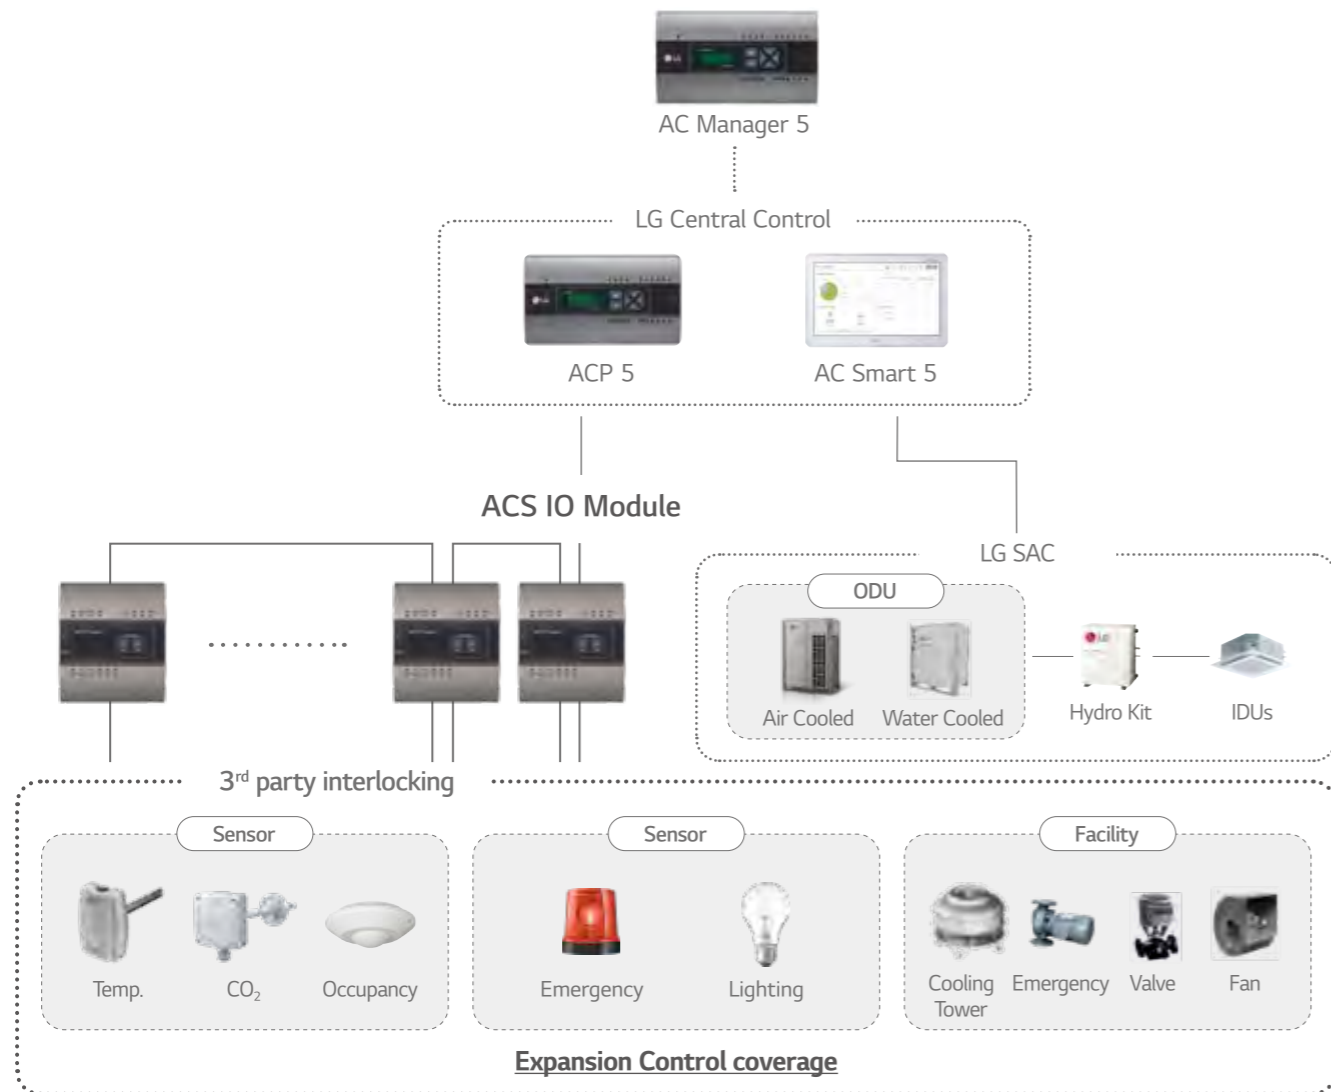 AC Manager 5
LG Central Control
ACP 5
AC Smart 5
ACS IO Module
LG SAC
ODU
Air Cooled
Water Cooled
LG
Hydro Kit
IDUs
3rd party interlocking
Sensor
Temp.
CO₂
Occupancy
Sensor
Emergency
Lighting
Facility
Cooling
Tower
Emergency
Valve
Fan
Expansion Control coverage